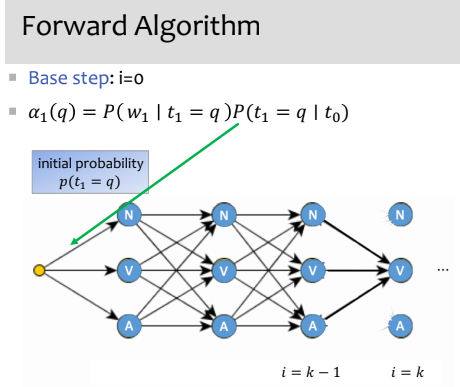 Forward Algorithm
Base step: i=0
α₁(q) = P( w₁ | t₁ = q )P(t₁ = q | t₀)
initial probability
p(t₁ = q)
N N N N
V V V V ...
A A A A
i = k − 1 i = k